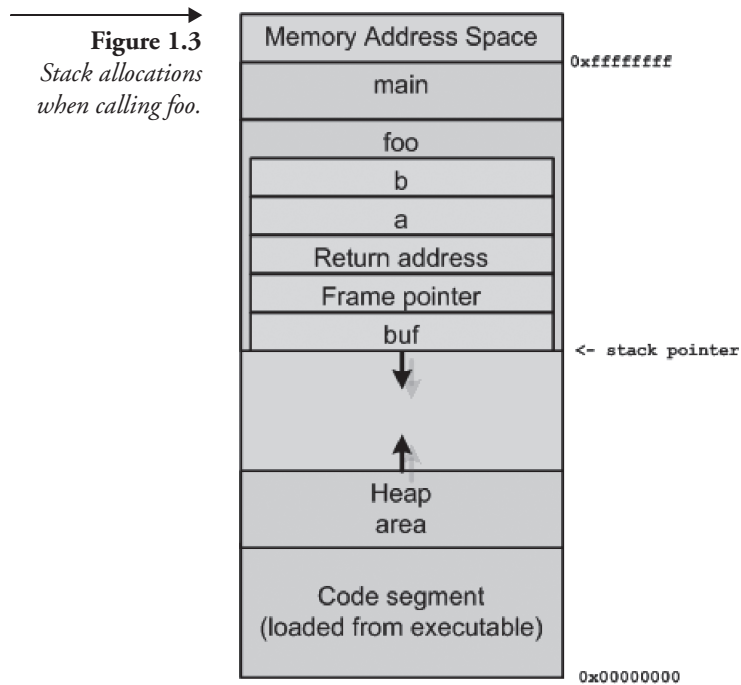 Figure 1.3
Stack allocations
when calling foo.
Memory Address Space
0xffffffff
main
foo
b
a
Return address
Frame pointer
buf
<- stack pointer
Heap
area
Code segment
(loaded from executable)
0x00000000